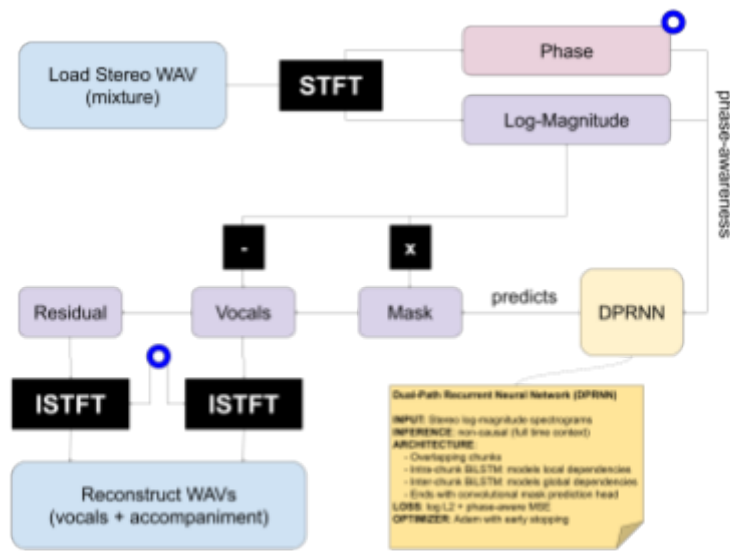 Load Stereo WAV
(mixture)
STFT
Phase
Log-Magnitude
phase-awareness
-
x
Residual
Vocals
Mask
predicts
DPRNN
ISTFT
ISTFT
Reconstruct WAVs
(vocals + accompaniment)
Dual-Path Recurrent Neural Network (DPRNN)
INPUT: Stereo log-magnitude spectrograms
INFERENCE: non-causal (full time context)
ARCHITECTURE:
- Overlapping chunks
- Intra-chunk BiLSTM: models local dependencies
- Inter-chunk BiLSTM: models global dependencies
- Ends with convolutional mask prediction head
LOSS: log L2 + phase-aware MSE
OPTIMIZER: Adam with early stopping